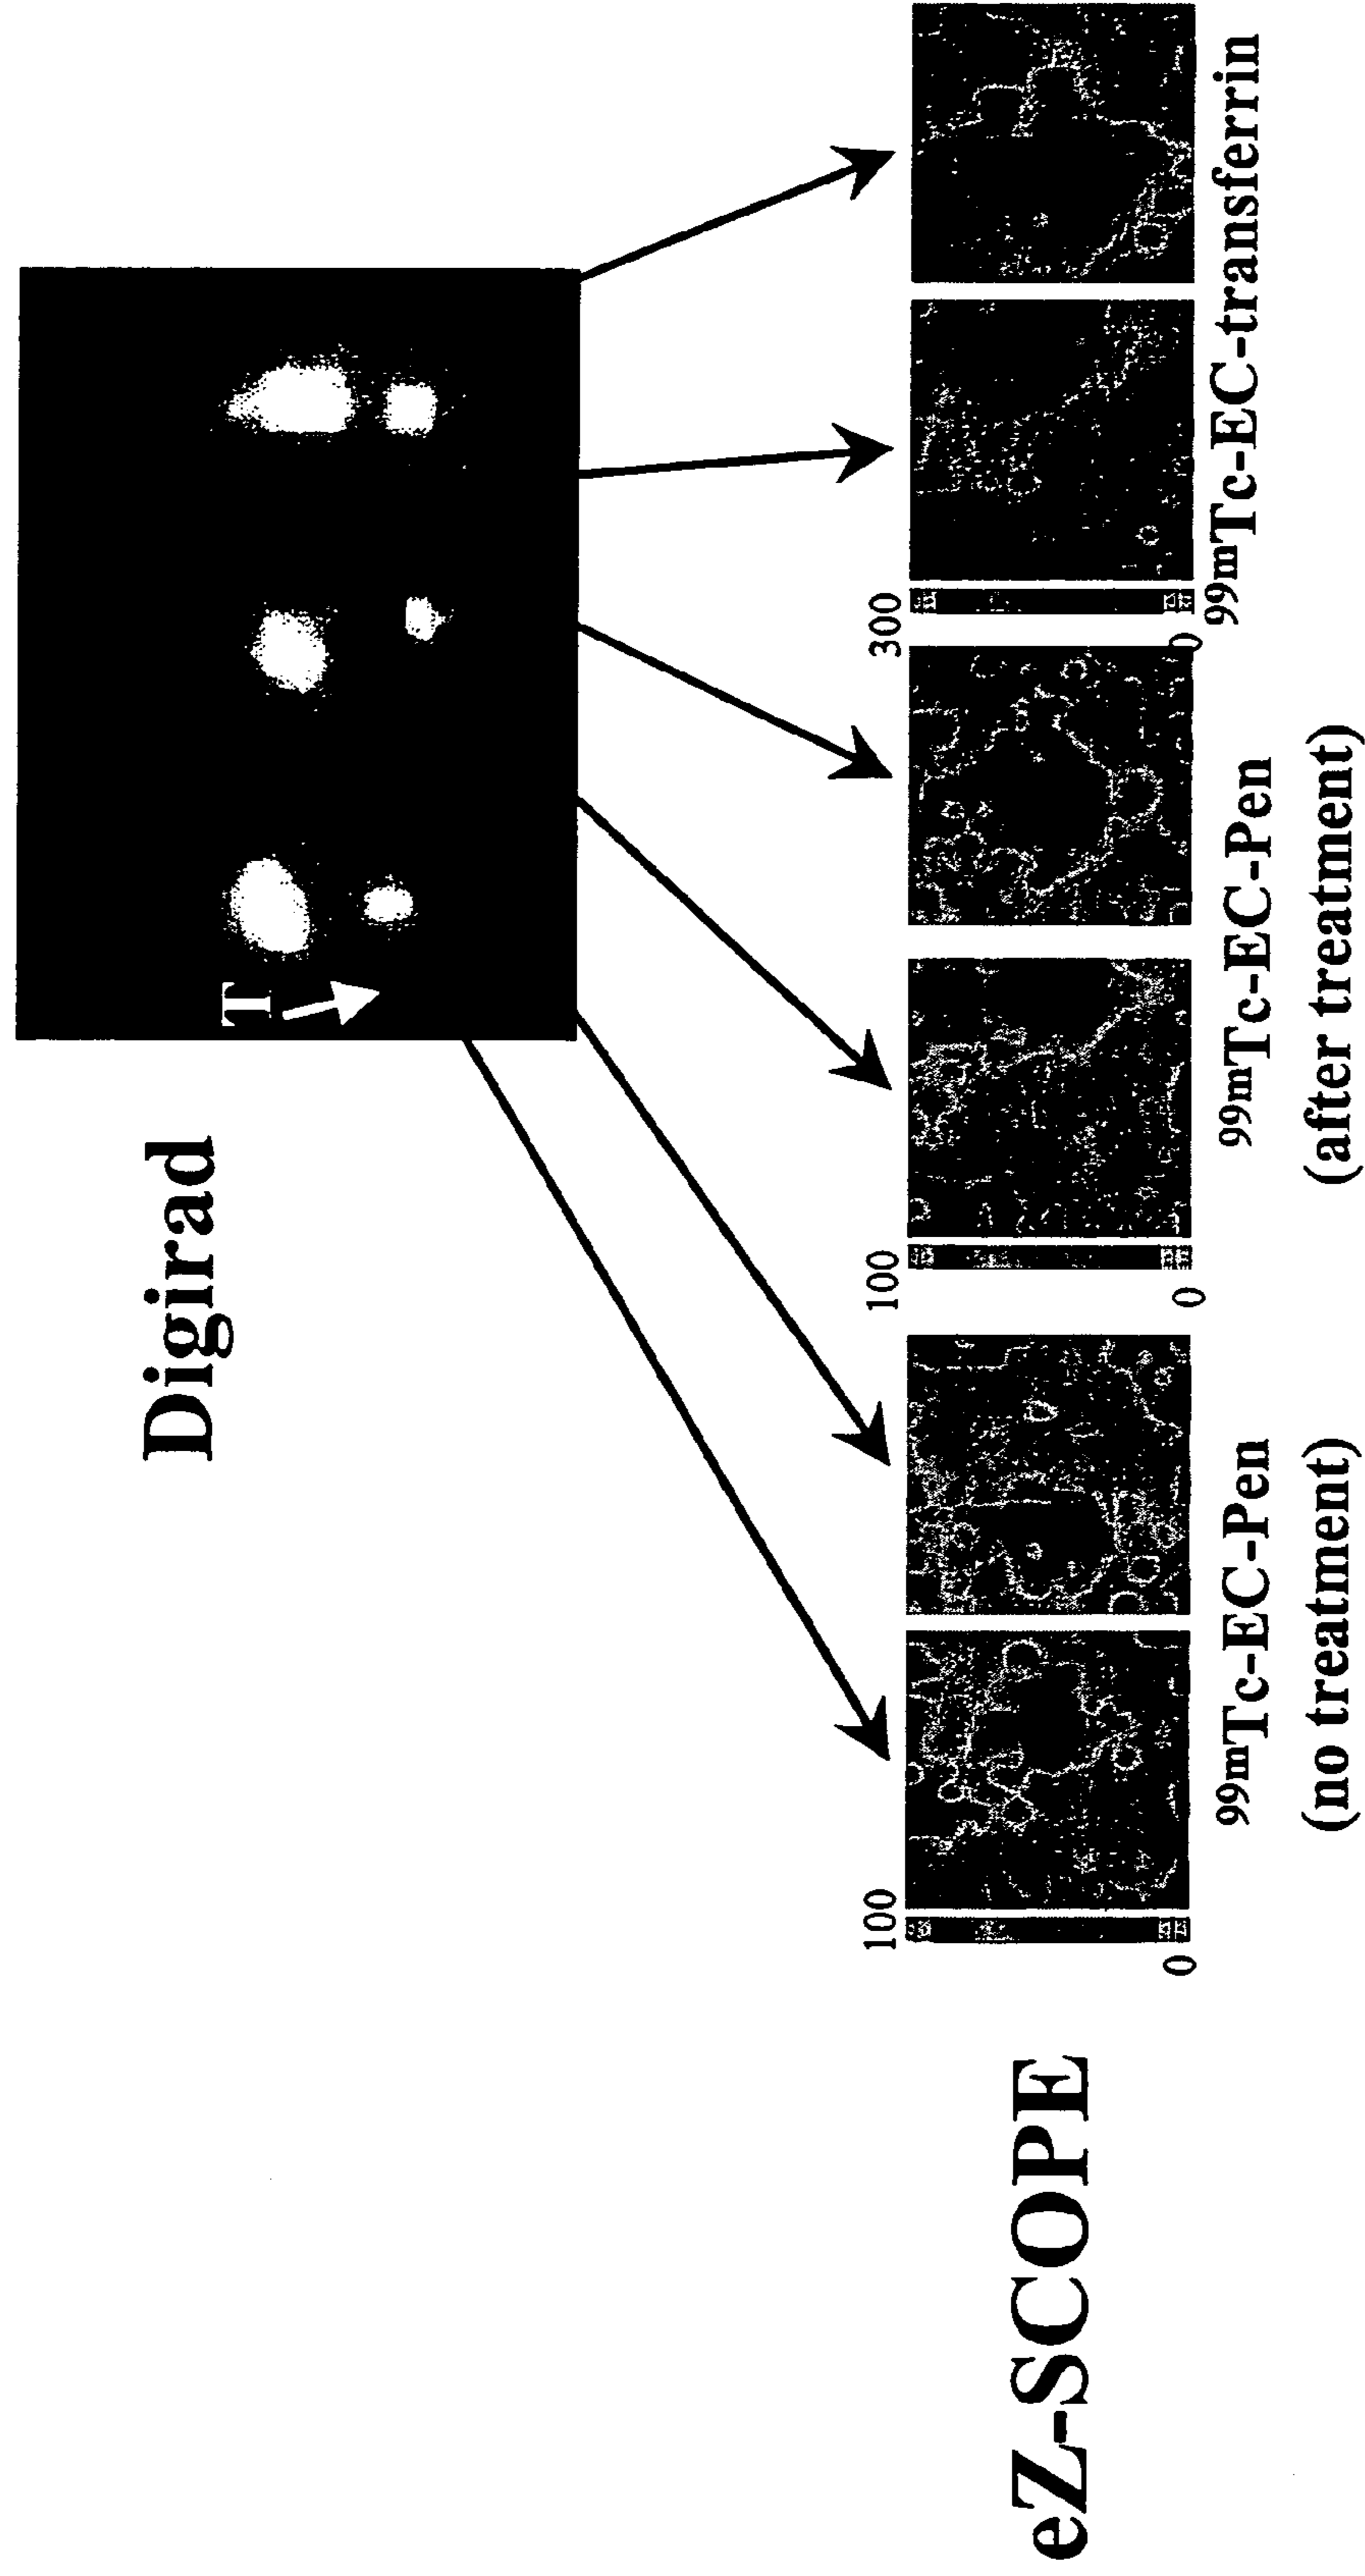 Digirad
T
eZ-SCOPE
100
0
100
0
300
0
99mTc-EC-Pen
(no treatment)
99mTc-EC-Pen
(after treatment)
99mTc-EC-transferrin